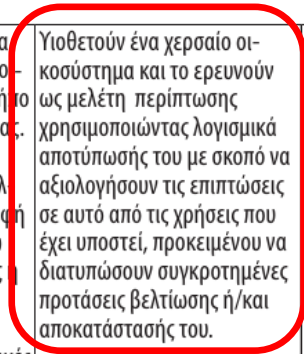 Υιοθετούν ένα χερσαίο οι-
κοσύστημα και το ερευνούν
ως μελέτη περίπτωσης
χρησιμοποιώντας λογισμικά
αποτύπωσής του με σκοπό να
αξιολογήσουν τις επιπτώσεις
σε αυτό από τις χρήσεις που
έχει υποστεί, προκειμένου να
διατυπώσουν συγκροτημένες
προτάσεις βελτίωσης ή/και
αποκατάστασής του.